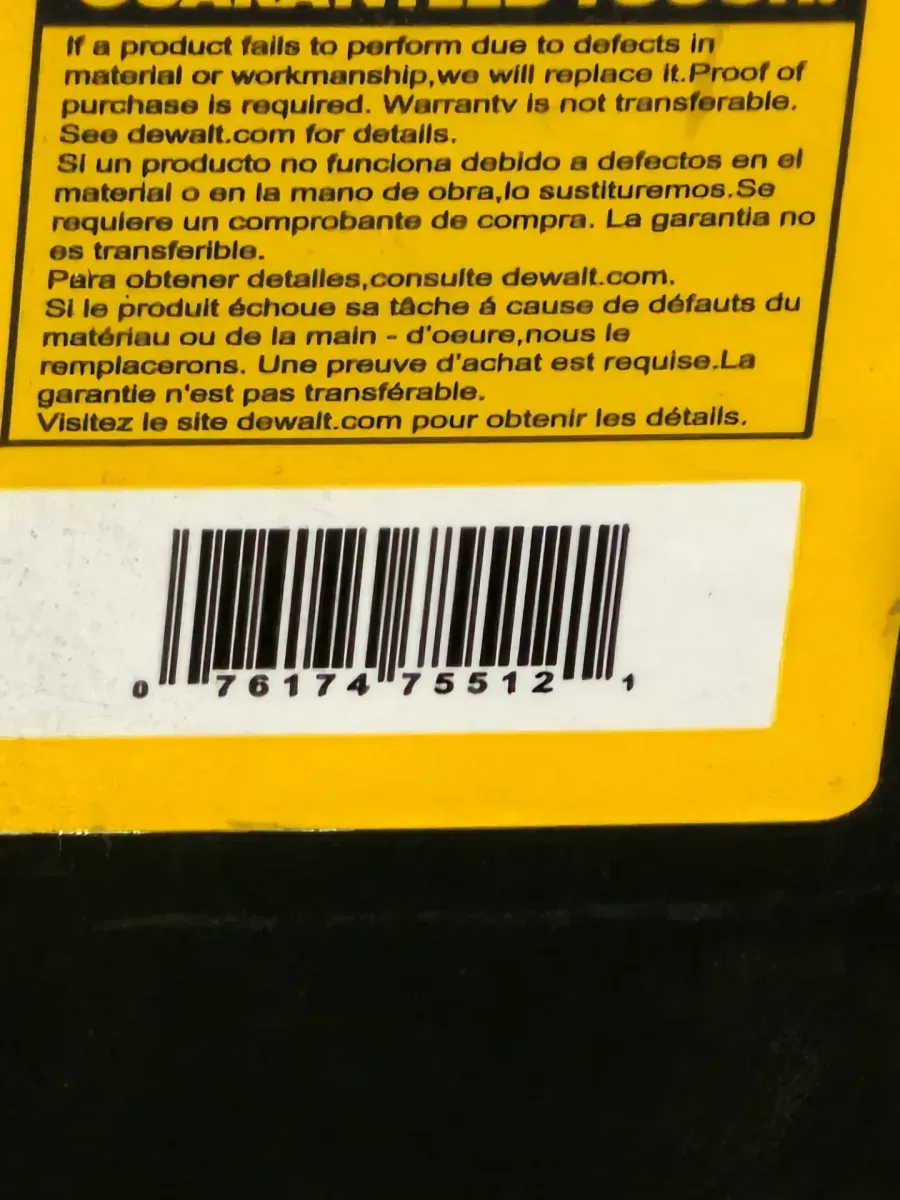 GUARANTEED TOUGH.
If a product fails to perform due to defects in
material or workmanship,we will replace it.Proof of
purchase is required. Warranty is not transferable.
See dewalt.com for details.
Si un producto no funciona debido a defectos en el
material o en la mano de obra,lo sustituremos.Se
requiere un comprobante de compra. La garantia no
es transferible.
Para obtener detalles,consulte dewalt.com.
Si le produit échoue sa tâche á cause de défauts du
matériau ou de la main - d'oeure,nous le
remplacerons. Une preuve d'achat est requise.La
garantie n'est pas transférable.
Visitez le site dewalt.com pour obtenir les détails.
0 76174 75512 1